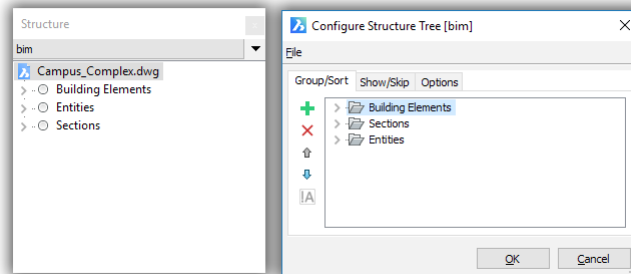 Structure
bim
Campus_Complex.dwg
Building Elements
Entities
Sections
Configure Structure Tree [bim]
File
Group/Sort Show/Skip Options
Building Elements
Sections
Entities
!A
OK Cancel